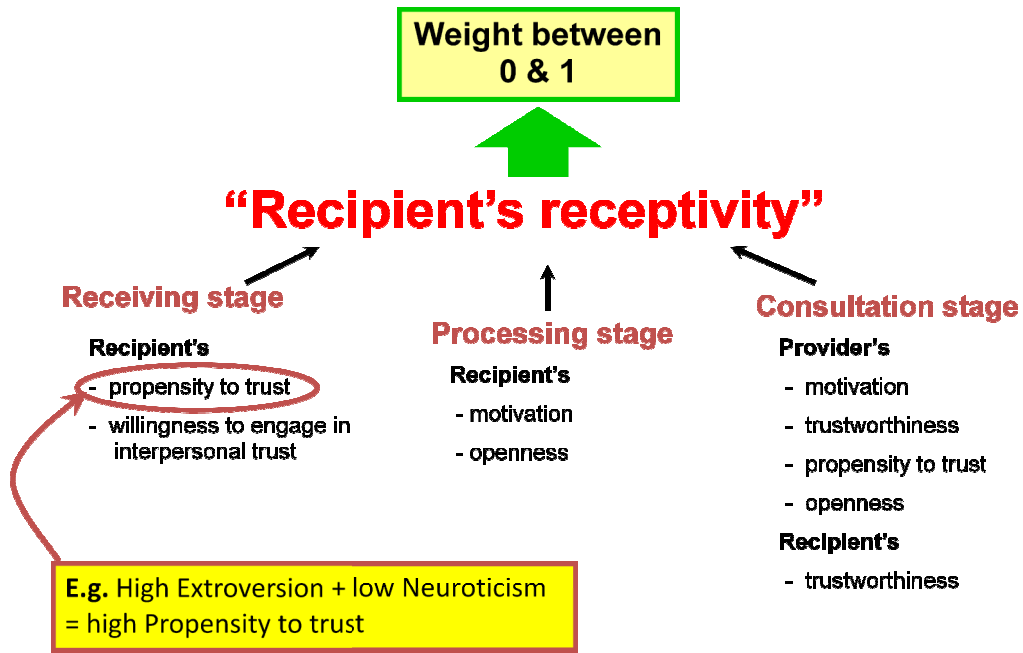 Weight between
0 & 1
“Recipient’s receptivity”
Receiving stage
Recipient’s
- propensity to trust
- willingness to engage in
interpersonal trust
Processing stage
Recipient’s
- motivation
- openness
Consultation stage
Provider’s
- motivation
- trustworthiness
- propensity to trust
- openness
Recipient’s
- trustworthiness
E.g. High Extroversion + low Neuroticism
= high Propensity to trust